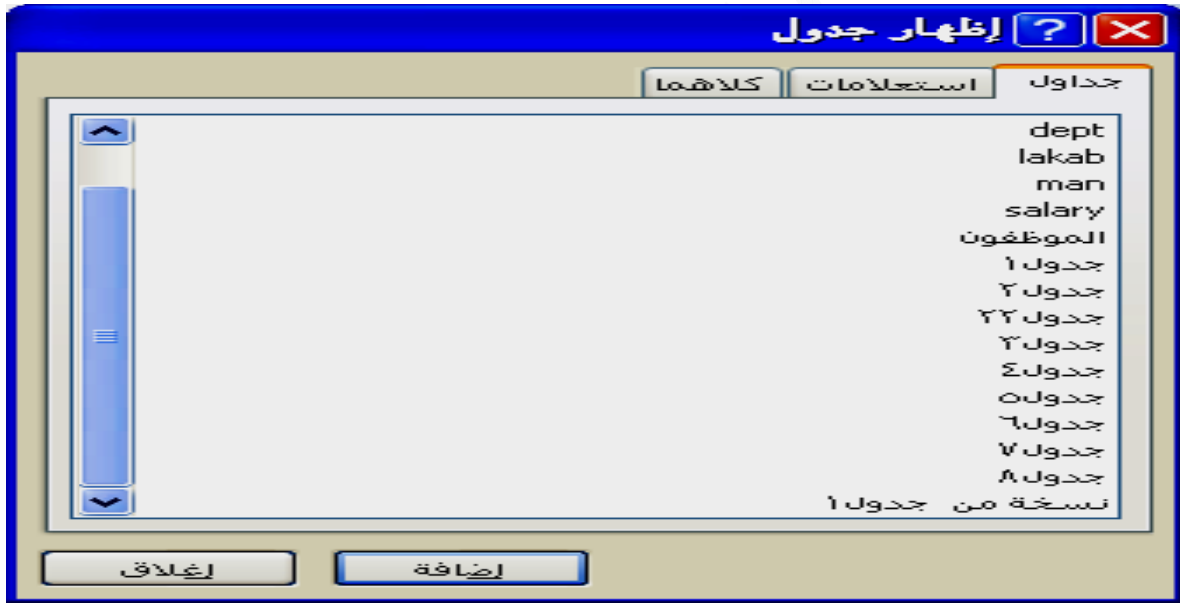 إظهار جدول
جداول استعلامات كلاهما
dept
lakab
man
salary
الموظفون
جدول١
جدول٢
جدول٢٢
جدول٣
جدول٤
جدول٥
جدول٦
جدول٧
جدول٨
نسخة من جدول١
إضافة إغلاق